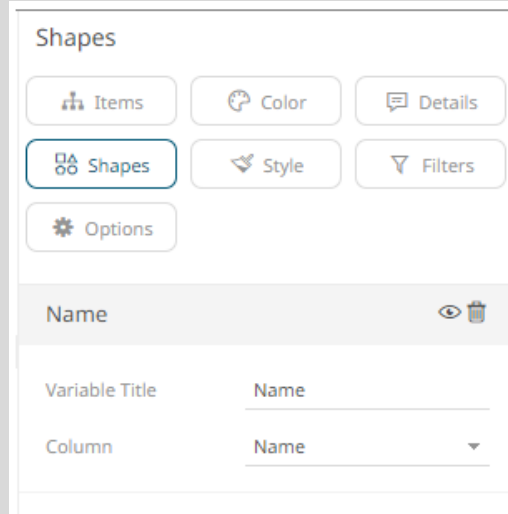 Shapes
Items Color Details
Shapes Style Filters
Options
Name
Variable Title Name
Column Name